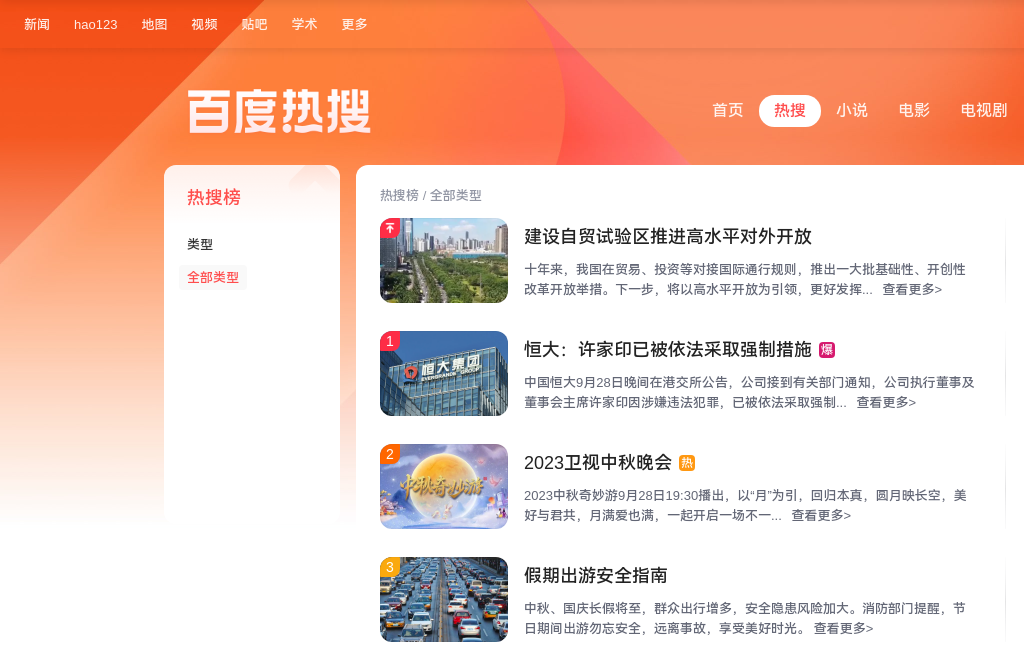 新闻 hao123 地图 视频 贴吧 学术 更多
百度热搜
首页 热搜 小说 电影 电视剧
热搜榜
类型
全部类型
热搜榜 / 全部类型
建设自贸试验区推进高水平对外开放
十年来，我国在贸易、投资等对接国际通行规则，推出一大批基础性、开创性
改革开放举措。下一步，将以高水平开放为引领，更好发挥... 查看更多>
1
恒大集团
EVERGRANDE GROUP
恒大：许家印已被依法采取强制措施 爆
中国恒大9月28日晚间在港交所公告，公司接到有关部门通知，公司执行董事及
董事会主席许家印因涉嫌违法犯罪，已被依法采取强制... 查看更多>
2
中秋奇妙游
2023卫视中秋晚会 热
2023中秋奇妙游9月28日19:30播出，以“月”为引，回归本真，圆月映长空，美
好与君共，月满爱也满，一起开启一场不一... 查看更多>
3
假期出游安全指南
中秋、国庆长假将至，群众出行增多，安全隐患风险加大。消防部门提醒，节
日期间出游勿忘安全，远离事故，享受美好时光。 查看更多>